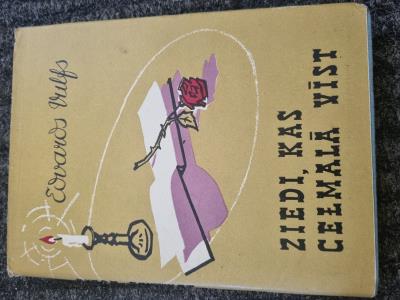 Edvards Vulfs
ZIEDI, KAS
CEĻMALĀ VĪST